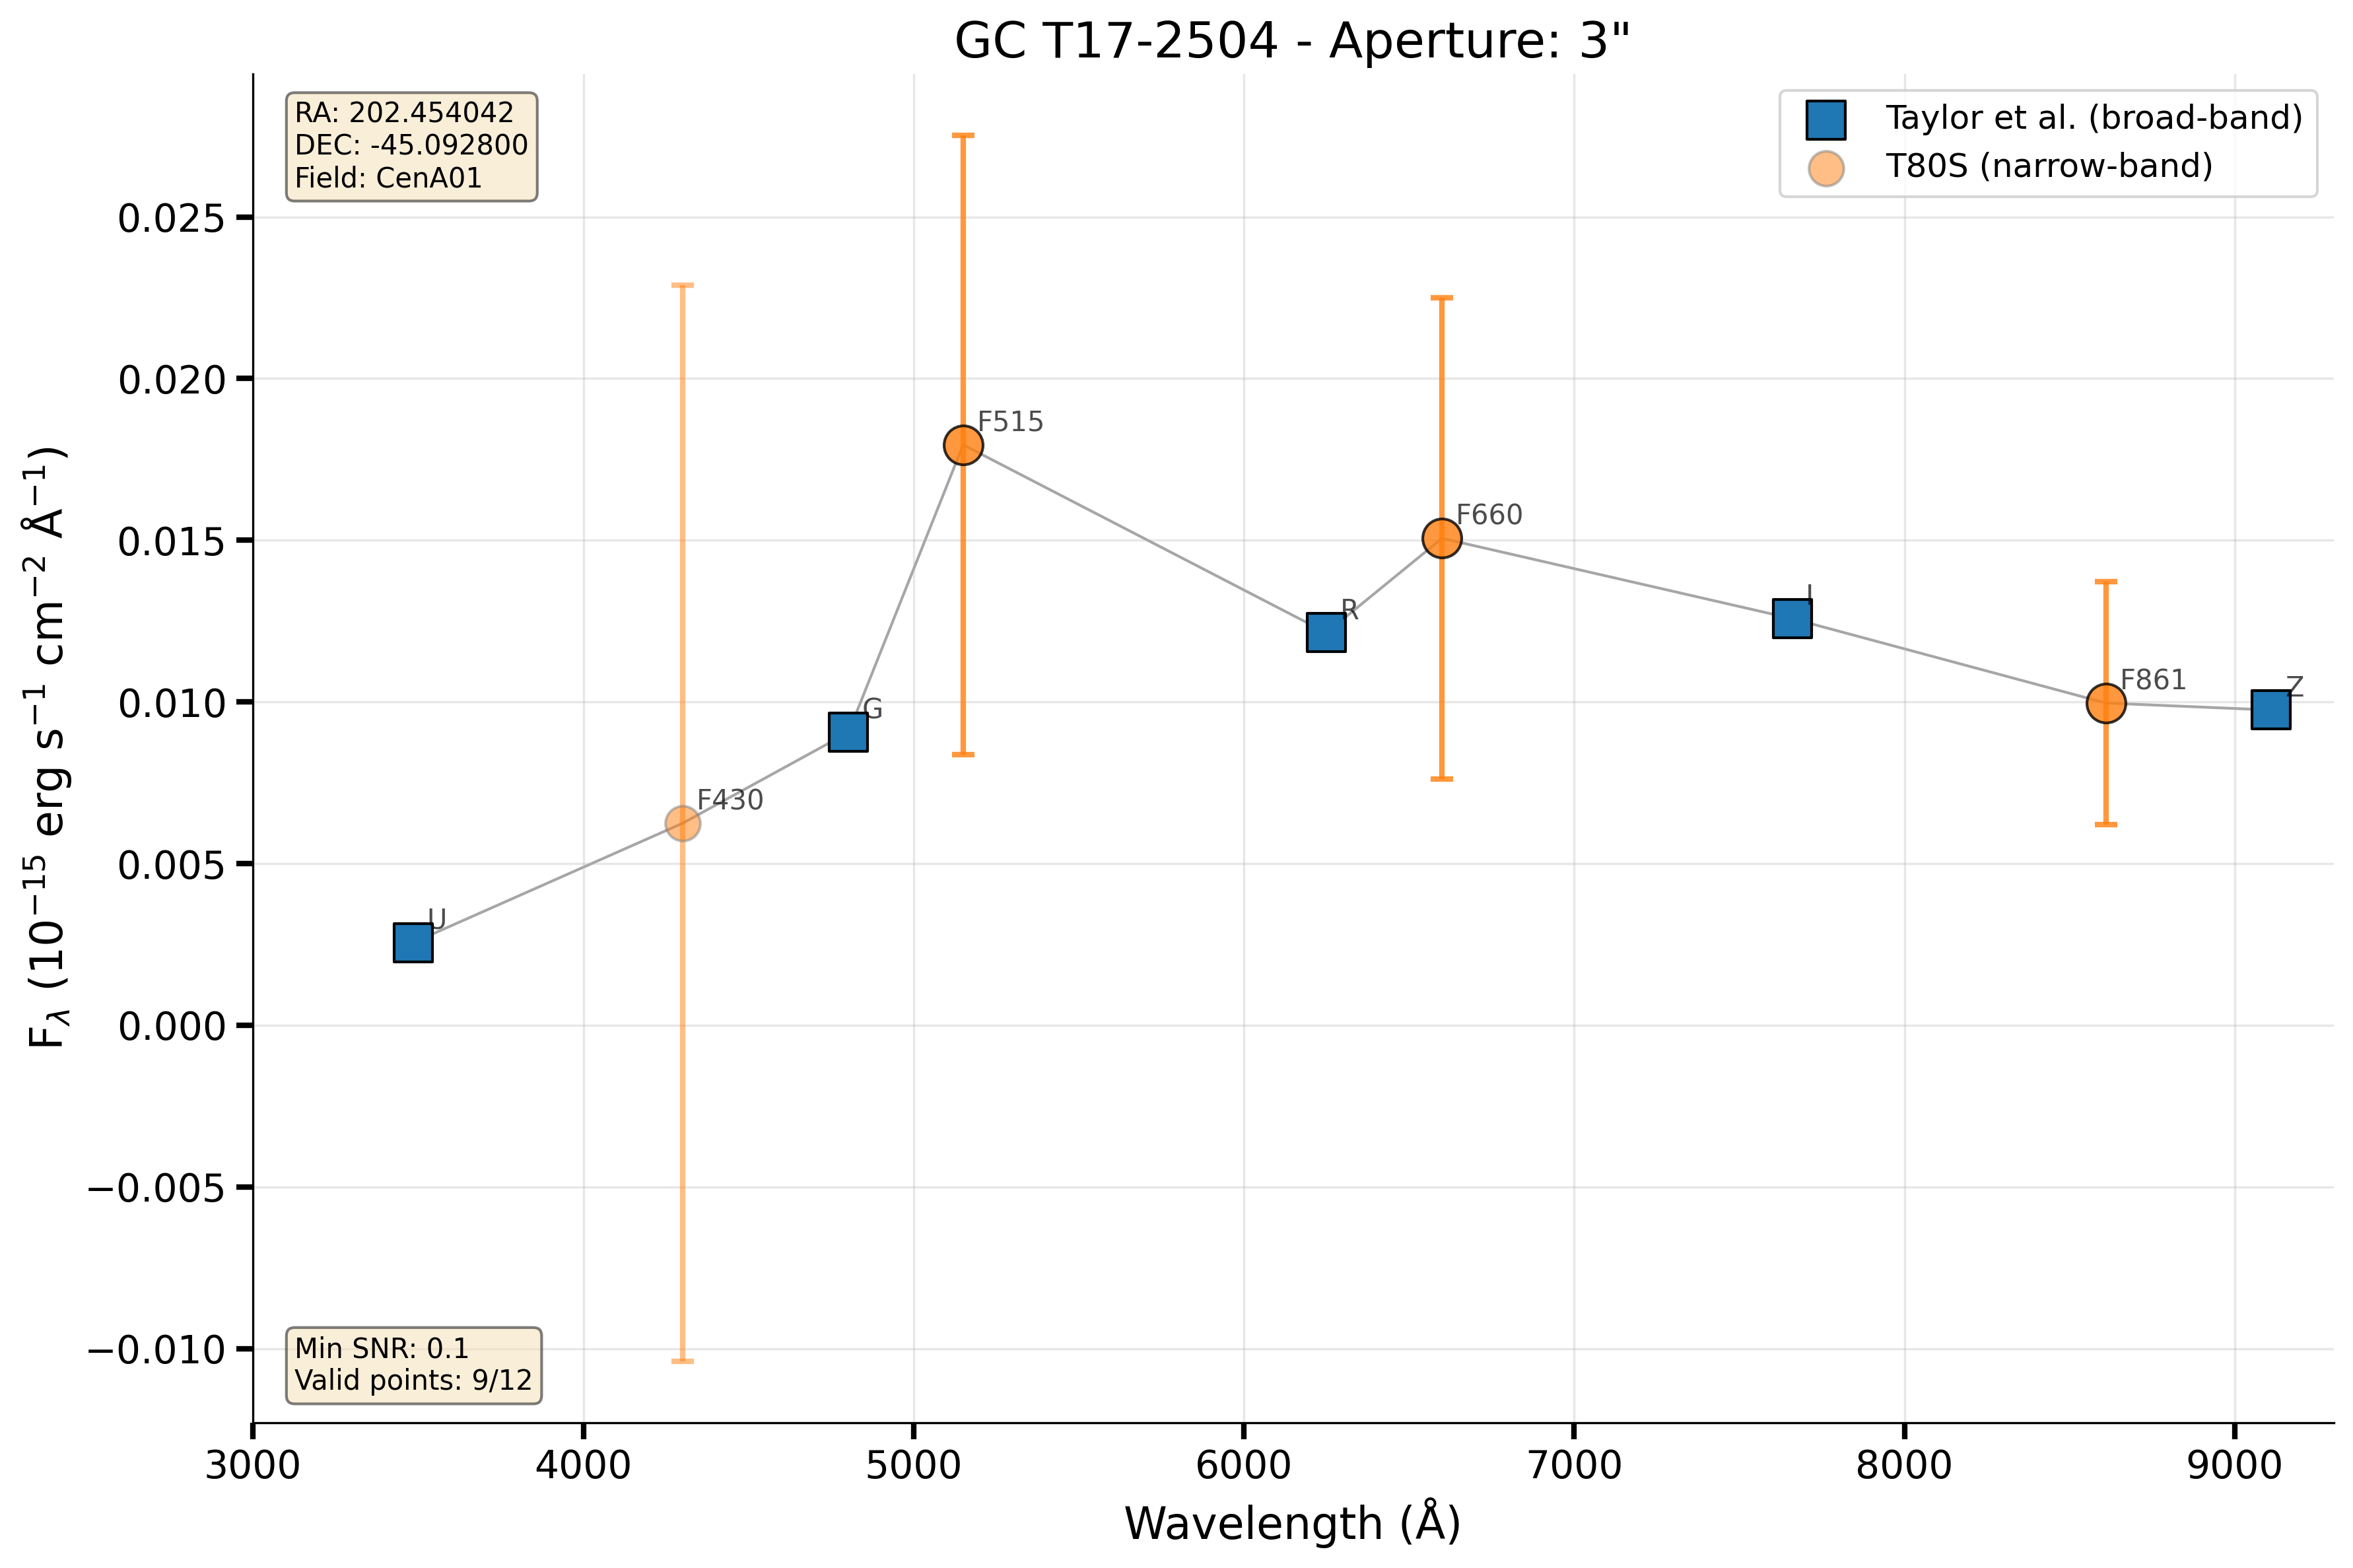 GC T17-2504 - Aperture: 3"
RA: 202.454042
DEC: -45.092800
Field: CenA01
Taylor et al. (broad-band)
T80S (narrow-band)
F515
F660
R
I
F861
Z
G
F430
U
Min SNR: 0.1
Valid points: 9/12
0.025
0.020
0.015
0.010
0.005
0.000
−0.005
−0.010
F_λ (10⁻¹⁵ erg s⁻¹ cm⁻² Å⁻¹)
3000 4000 5000 6000 7000 8000 9000
Wavelength (Å)